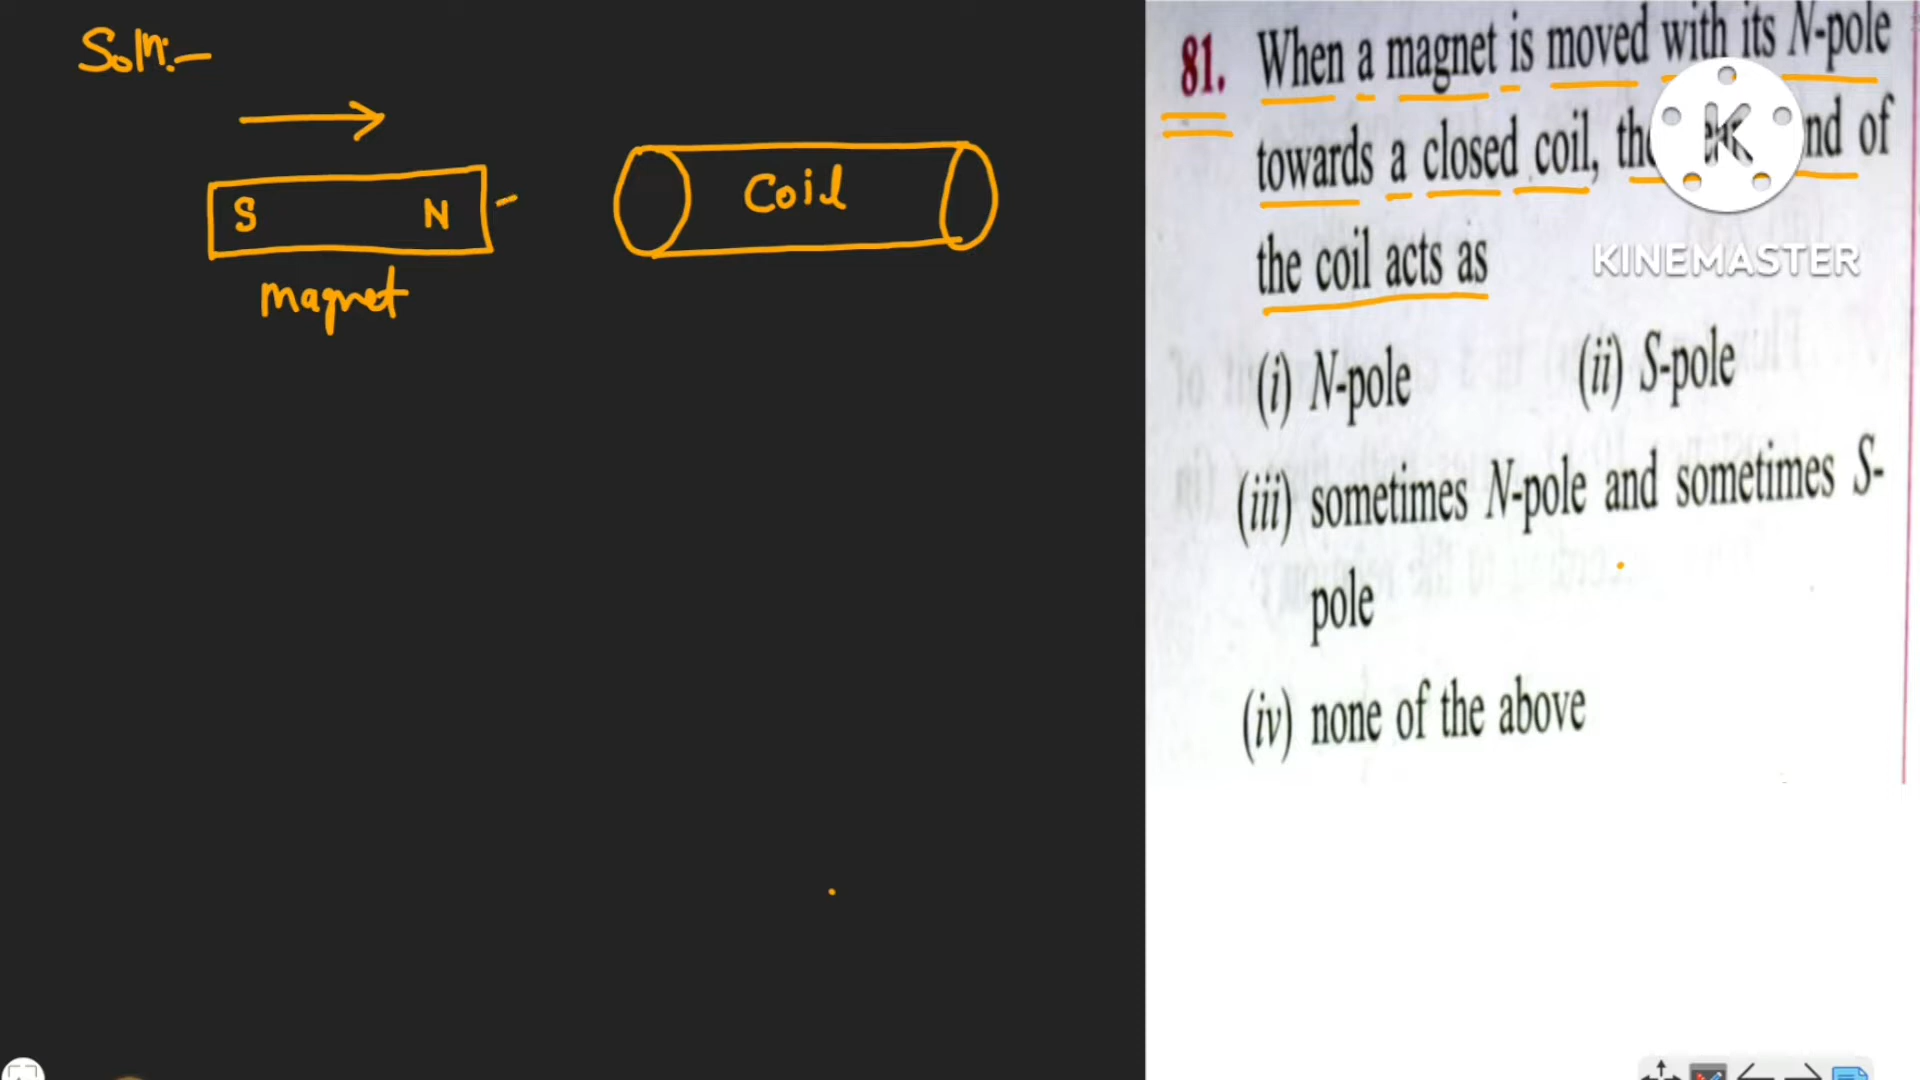 Soln:-
S N
magnet
Coil
81. When a magnet is moved with its N-pole
towards a closed coil, the nd of
the coil acts as
K
KINEMASTER
(i) N-pole (ii) S-pole
(iii) sometimes N-pole and sometimes S-
pole
(iv) none of the above